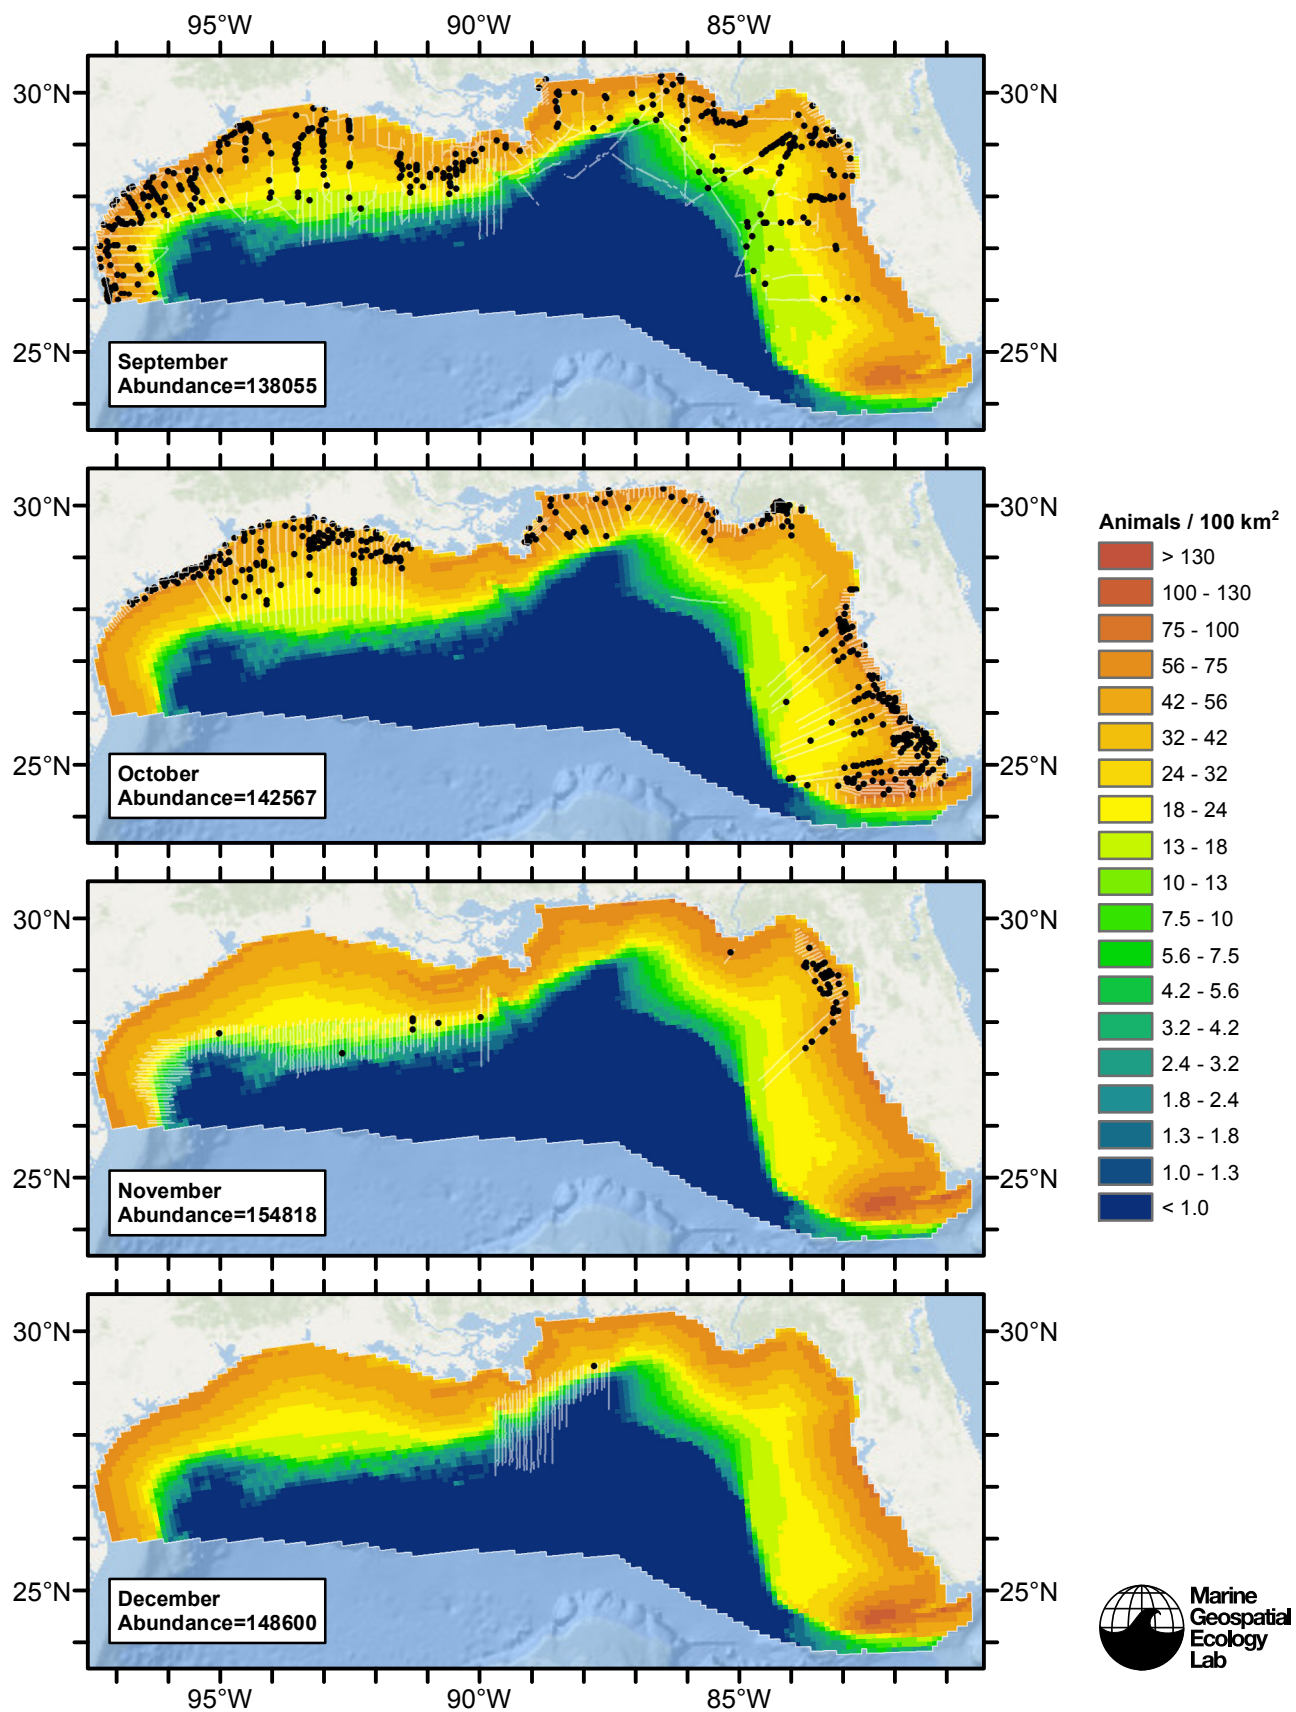 95°W 90°W 85°W
30°N 30°N
25°N 25°N
September
Abundance=138055
30°N 30°N
25°N 25°N
October
Abundance=142567
30°N 30°N
25°N 25°N
November
Abundance=154818
30°N 30°N
25°N 25°N
December
Abundance=148600
95°W 90°W 85°W
Animals / 100 km²
> 130
100 - 130
75 - 100
56 - 75
42 - 56
32 - 42
24 - 32
18 - 24
13 - 18
10 - 13
7.5 - 10
5.6 - 7.5
4.2 - 5.6
3.2 - 4.2
2.4 - 3.2
1.8 - 2.4
1.3 - 1.8
1.0 - 1.3
< 1.0
Marine
Geospatial
Ecology
Lab